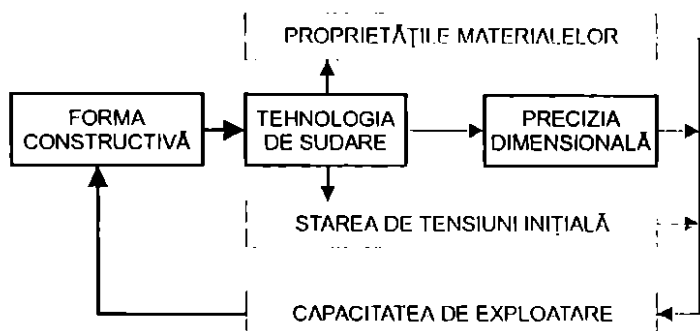 PROPRIETĂȚILE MATERIALELOR
FORMA
CONSTRUCTIVĂ
TEHNOLOGIA
DE SUDARE
PRECIZIA
DIMENSIONALĂ
STAREA DE TENSIUNI INIȚIALĂ
CAPACITATEA DE EXPLOATARE